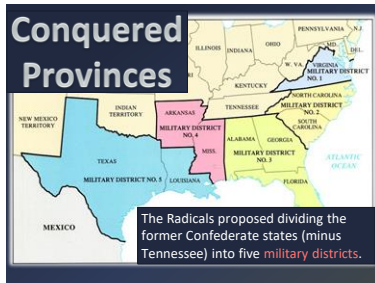 Conquered
Provinces
PENNSYLVANIA
N.J.
ILLINOIS
INDIANA
OHIO
MD.
DEL.
W. VA.
VIRGINIA
MILITARY DISTRICT
NO. 1
KENTUCKY
NORTH CAROLINA
MILITARY DISTRICT
NO. 2
TENNESSEE
SOUTH
CAROLINA
INDIAN
TERRITORY
ARKANSAS
NEW MEXICO
TERRITORY
MILITARY DISTRICT
NO. 4
MISS.
ALABAMA
GEORGIA
MILITARY DISTRICT
NO. 3
ATLANTIC
OCEAN
TEXAS
MILITARY DISTRICT NO. 5
LOUISIANA
FLORIDA
MEXICO
The Radicals proposed dividing the
former Confederate states (minus
Tennessee) into five military districts.